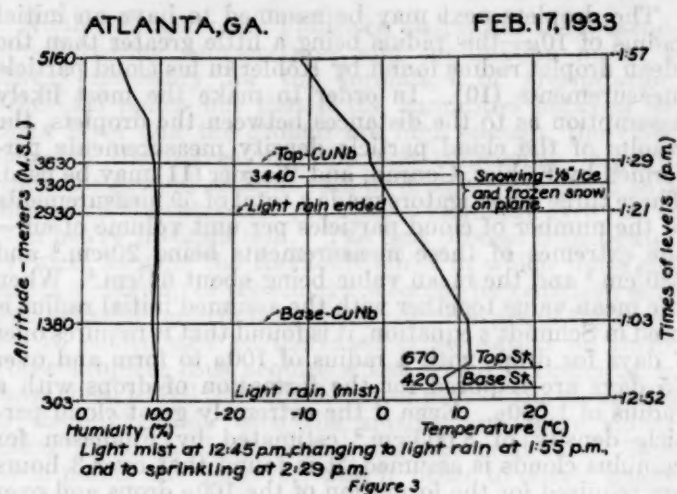 ATLANTA, GA. FEB. 17, 1933
Altitude - meters (M.S.L.)
5160
3630
3300
2930
1380
303
Top-CuNb
3440
Light rain ended
Snowing-½" ice
and frozen snow
on plane.
Base-CuNb
670 Top St.
420 Base St.
Light rain (mist)
1:57
1:29
1:21
1:03
12:52
Times of levels (p.m.)
0 100 -20 -10 0 10 20
Humidity (%) Temperature (°C)
Light mist at 12:45 p.m., changing to light rain at 1:55 p.m.,
and to sprinkling at 2:29 p.m.
Figure 3